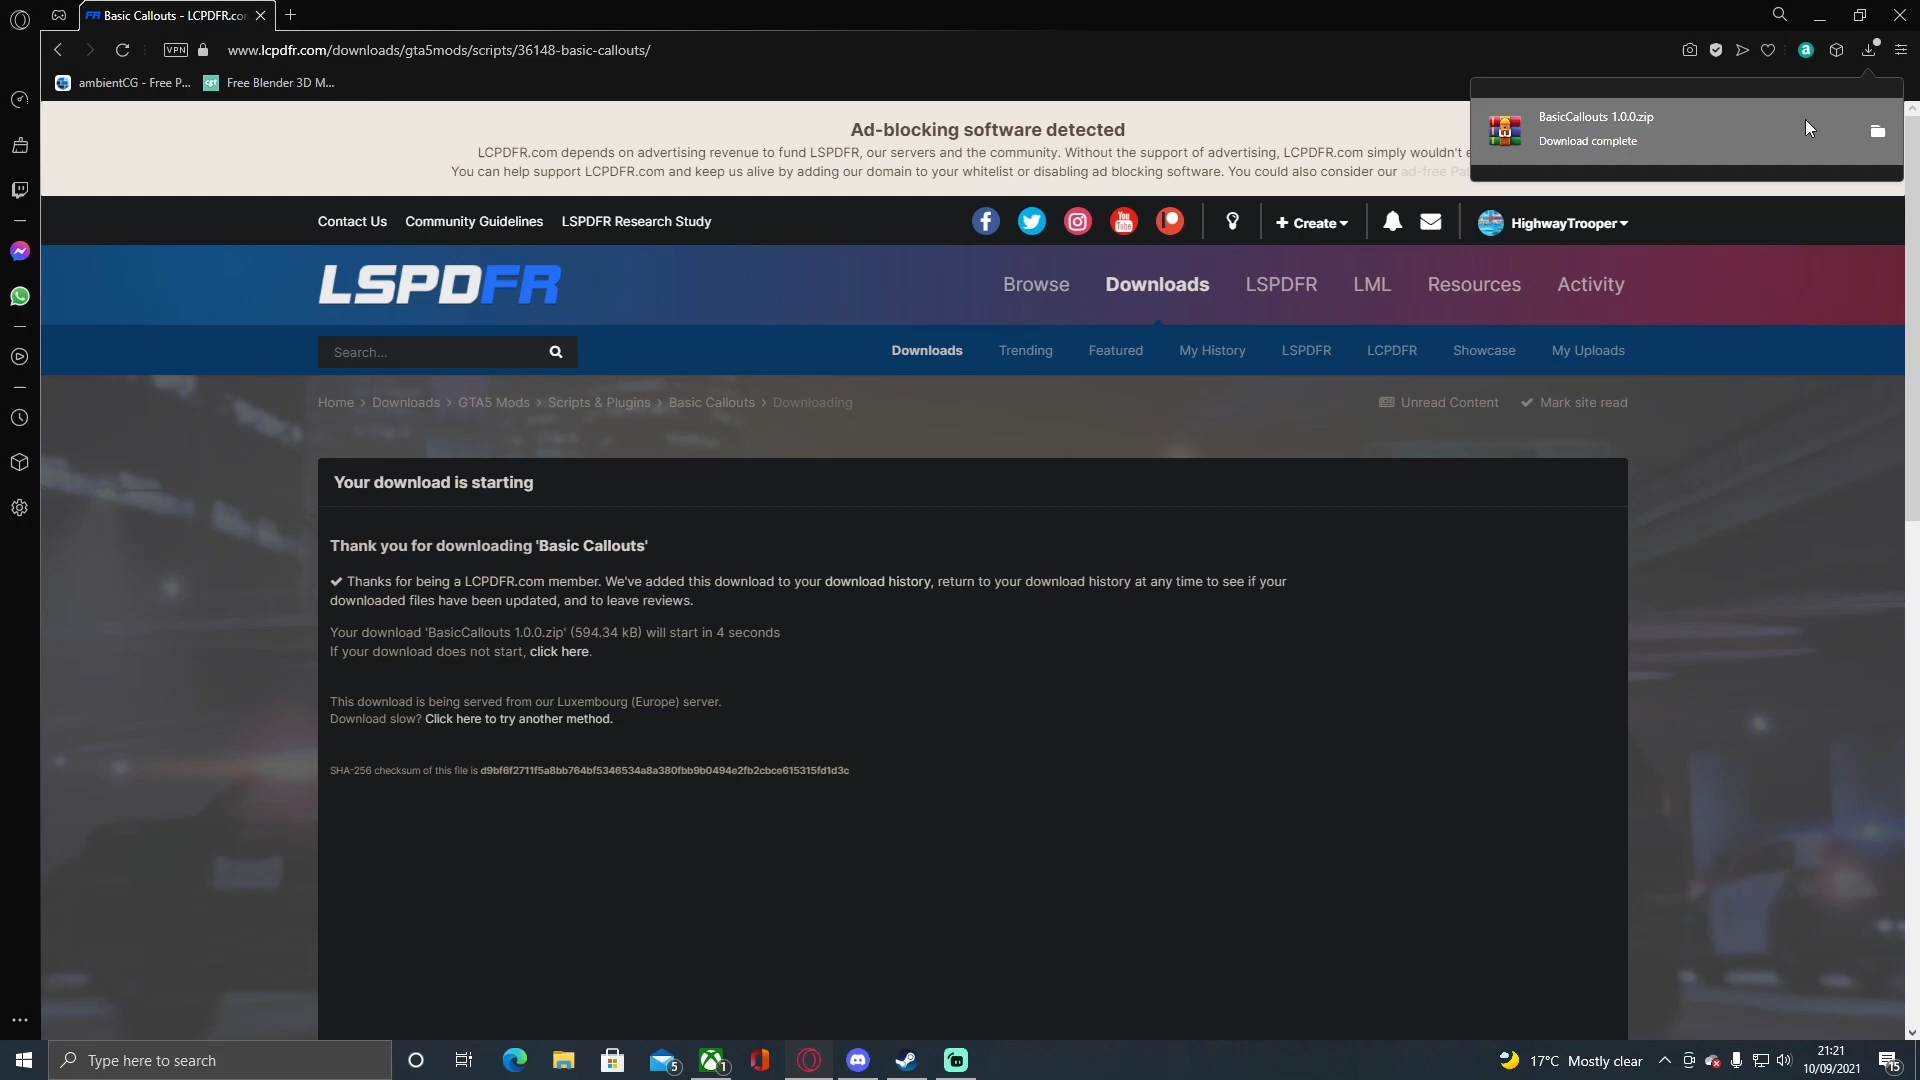 FR Basic Callouts - LCPDFR.cor
VPN
www.lcpdfr.com/downloads/gta5mods/scripts/36148-basic-callouts/
a
ambientCG - Free P...
cgt
Free Blender 3D M...
BasicCallouts 1.0.0.zip
Download complete
Ad-blocking software detected
LCPDFR.com depends on advertising revenue to fund LSPDFR, our servers and the community. Without the support of advertising, LCPDFR.com simply wouldn't e
You can help support LCPDFR.com and keep us alive by adding our domain to your whitelist or disabling ad blocking software. You could also consider our ad-free Pat
Contact Us Community Guidelines LSPDFR Research Study
You Tube
+ Create
HighwayTrooper
LSPDFR
Browse Downloads LSPDFR LML Resources Activity
Search...
Downloads Trending Featured My History LSPDFR LCPDFR Showcase My Uploads
Home > Downloads > GTA5 Mods > Scripts & Plugins > Basic Callouts > Downloading
Unread Content ✔ Mark site read
Your download is starting
Thank you for downloading 'Basic Callouts'
✔ Thanks for being a LCPDFR.com member. We've added this download to your download history, return to your download history at any time to see if your
downloaded files have been updated, and to leave reviews.
Your download 'BasicCallouts 1.0.0.zip' (594.34 kB) will start in 4 seconds
If your download does not start, click here.
This download is being served from our Luxembourg (Europe) server.
Download slow? Click here to try another method.
SHA-256 checksum of this file is d9bf6f2711f5a8bb764bf5346534a8a380fbb9b0494e2fb2cbce615315fd1d3c
Type here to search
5
1
17°C Mostly clear
21:21
10/09/2021
15